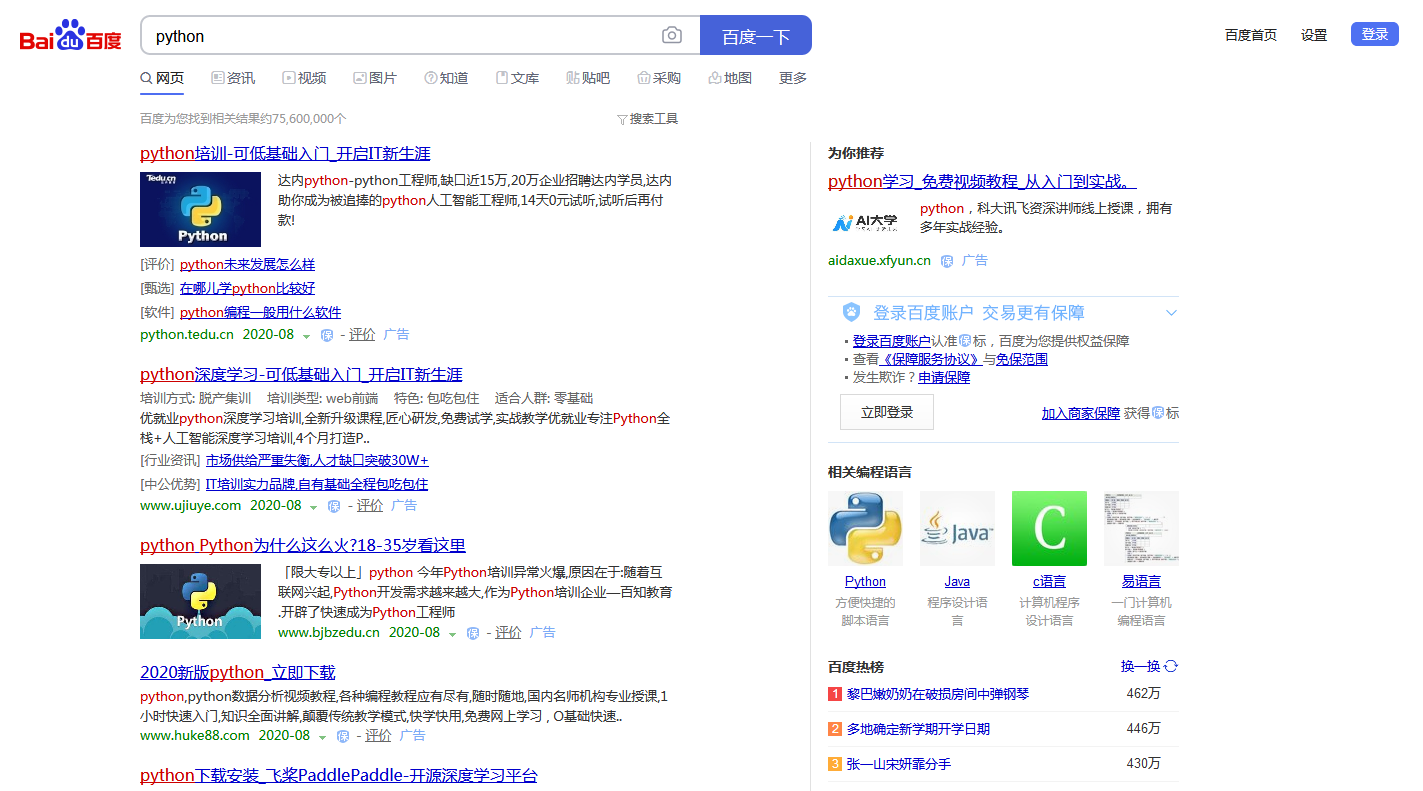 Bai du 百度
python
百度一下
百度首页 设置 登录
网页 资讯 视频 图片 知道 文库 贴吧 采购 地图 更多
百度为您找到相关结果约75,600,000个
搜索工具
python培训-可低基础入门_开启IT新生涯
Tedu.cn
Python
达内python-python工程师,缺口近15万,20万企业招聘达内学员,达内
助你成为被追捧的python人工智能工程师,14天0元试听,试听后再付
款!
[评价] python未来发展怎么样
[甄选] 在哪儿学python比较好
[软件] python编程一般用什么软件
python.tedu.cn 2020-08 保 - 评价 广告
python深度学习-可低基础入门_开启IT新生涯
培训方式: 脱产集训 培训类型: web前端 特色: 包吃包住 适合人群: 零基础
优就业python深度学习培训,全新升级课程,匠心研发,免费试学,实战教学优就业专注Python全
栈+人工智能深度学习培训,4个月打造P..
[行业资讯] 市场供给严重失衡,人才缺口突破30W+
[中公优势] IT培训实力品牌,自有基础全程包吃包住
www.ujiuye.com 2020-08 保 - 评价 广告
python Python为什么这么火?18-35岁看这里
Python
「限大专以上」python 今年Python培训异常火爆,原因在于:随着互
联网兴起,Python开发需求越来越大,作为Python培训企业—百知教育
.开辟了快速成为Python工程师
www.bjbzedu.cn 2020-08 保 - 评价 广告
2020新版python_立即下载
python,python数据分析视频教程,各种编程教程应有尽有,随时随地,国内名师机构专业授课,1
小时快速入门,知识全面讲解,颠覆传统教学模式,快学快用,免费网上学习，O基础快速..
www.huke88.com 2020-08 保 - 评价 广告
python下载安装_飞桨PaddlePaddle-开源深度学习平台
为你推荐
python学习_免费视频教程_从入门到实战。
AI大学
python，科大讯飞资深讲师线上授课，拥有
多年实战经验。
aidaxue.xfyun.cn 保 广告
登录百度账户 交易更有保障
登录百度账户认准保标，百度为您提供权益保障
查看《保障服务协议》与免保范围
发生欺诈？申请保障
立即登录
加入商家保障 获得保标
相关编程语言
Java
C
Python Java c语言 易语言
方便快捷的 程序设计语 计算机程序 一门计算机
脚本语言 言 设计语言 编程语言
百度热榜
换一换
1 黎巴嫩奶奶在破损房间中弹钢琴 462万
2 多地确定新学期开学日期 446万
3 张一山宋妍霏分手 430万